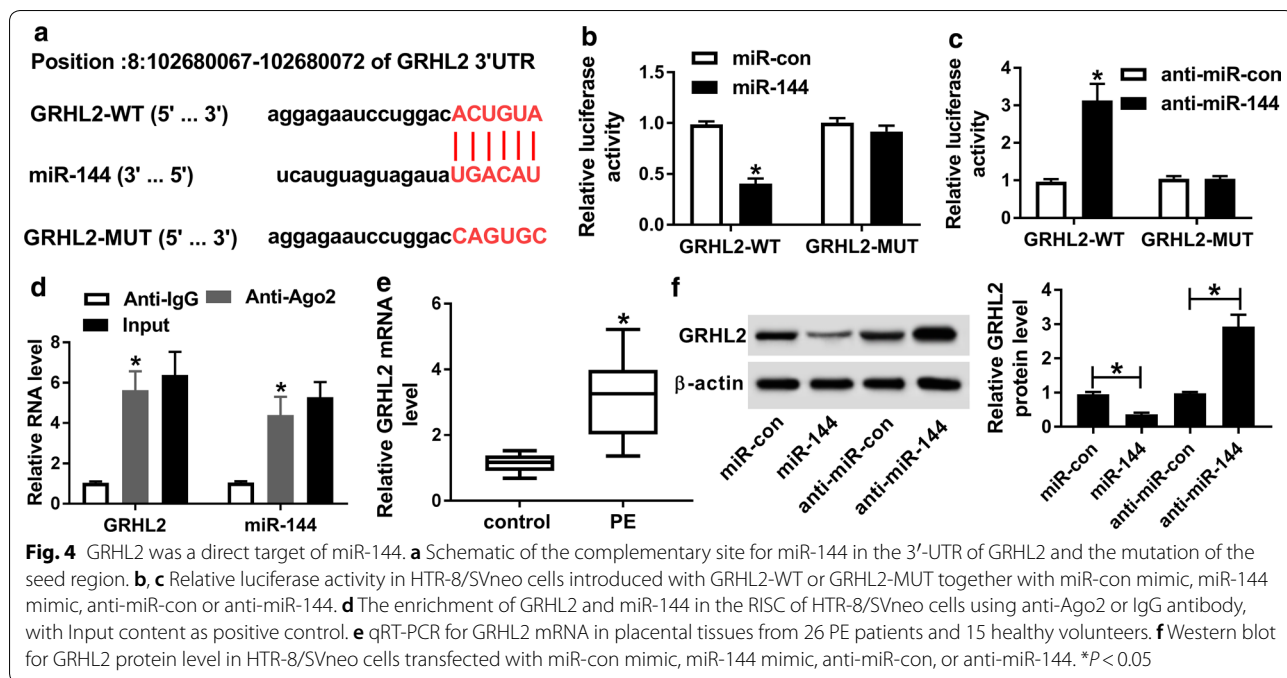 a
Position :8:102680067-102680072 of GRHL2 3'UTR
GRHL2-WT (5' ... 3') aggagaauccuggacACUGUA
miR-144 (3' ... 5') ucauguaguagauaUGACAU
GRHL2-MUT (5' ... 3') aggagaauccuggacCAGUGC
b
miR-con
miR-144
Relative luciferase activity
1.5
1.0
0.5
0.0
*
GRHL2-WT GRHL2-MUT
c
anti-miR-con
anti-miR-144
Relative luciferase activity
4
3
2
1
0
*
GRHL2-WT GRHL2-MUT
d
Anti-IgG Anti-Ago2
Input
Relative RNA level
8
6
4
2
0
* *
GRHL2 miR-144
e
Relative GRHL2 mRNA level
6
4
2
0
*
control PE
f
GRHL2
β-actin
miR-con miR-144 anti-miR-con anti-miR-144
Relative GRHL2 protein level
4
3
2
1
0
* *
miR-con miR-144 anti-miR-con anti-miR-144
Fig. 4 GRHL2 was a direct target of miR-144. a Schematic of the complementary site for miR-144 in the 3′-UTR of GRHL2 and the mutation of the
seed region. b, c Relative luciferase activity in HTR-8/SVneo cells introduced with GRHL2-WT or GRHL2-MUT together with miR-con mimic, miR-144
mimic, anti-miR-con or anti-miR-144. d The enrichment of GRHL2 and miR-144 in the RISC of HTR-8/SVneo cells using anti-Ago2 or IgG antibody,
with Input content as positive control. e qRT-PCR for GRHL2 mRNA in placental tissues from 26 PE patients and 15 healthy volunteers. f Western blot
for GRHL2 protein level in HTR-8/SVneo cells transfected with miR-con mimic, miR-144 mimic, anti-miR-con, or anti-miR-144. *P < 0.05